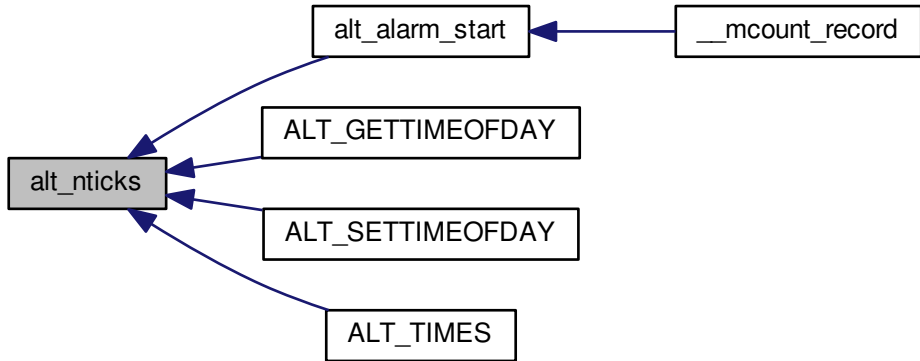 alt_alarm_start
__mcount_record
ALT_GETTIMEOFDAY
alt_nticks
ALT_SETTIMEOFDAY
ALT_TIMES